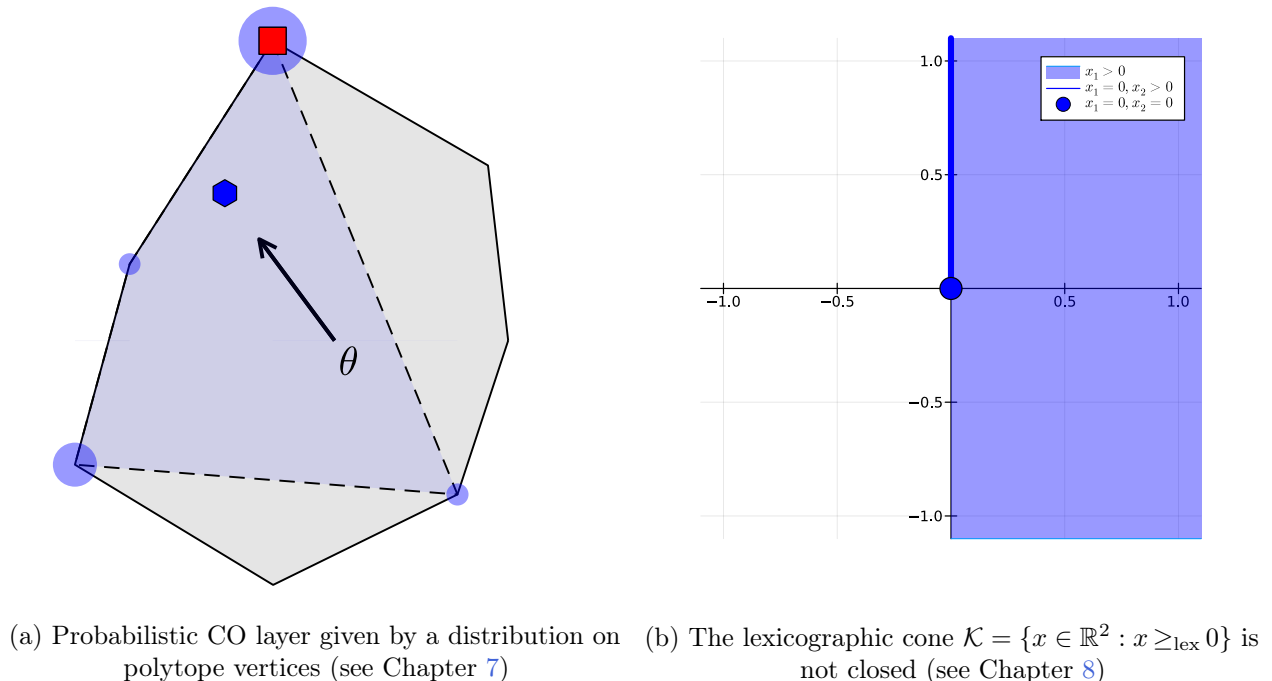 θ
1.0
0.5
−1.0
−0.5
0.5
1.0
−0.5
−1.0
x₁ > 0
x₁ = 0, x₂ > 0
x₁ = 0, x₂ = 0
(a) Probabilistic CO layer given by a distribution on
polytope vertices (see Chapter 7)
(b) The lexicographic cone 𝒦 = {x ∈ ℝ² : x ≥lex 0} is
not closed (see Chapter 8)